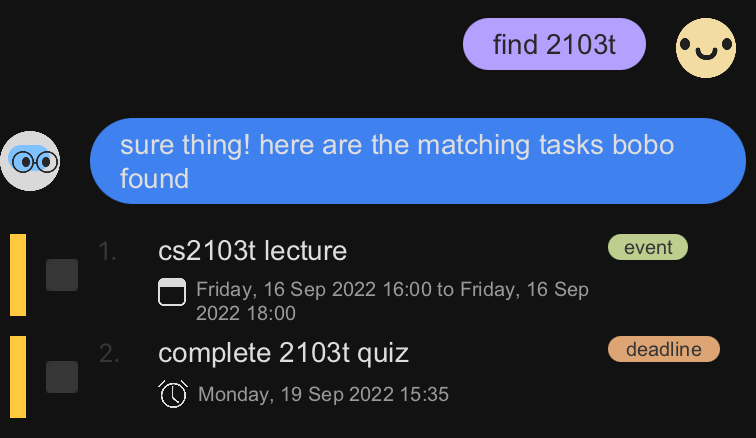 find 2103t
sure thing! here are the matching tasks bobo
found
1. cs2103t lecture event
Friday, 16 Sep 2022 16:00 to Friday, 16 Sep
2022 18:00
2. complete 2103t quiz deadline
Monday, 19 Sep 2022 15:35